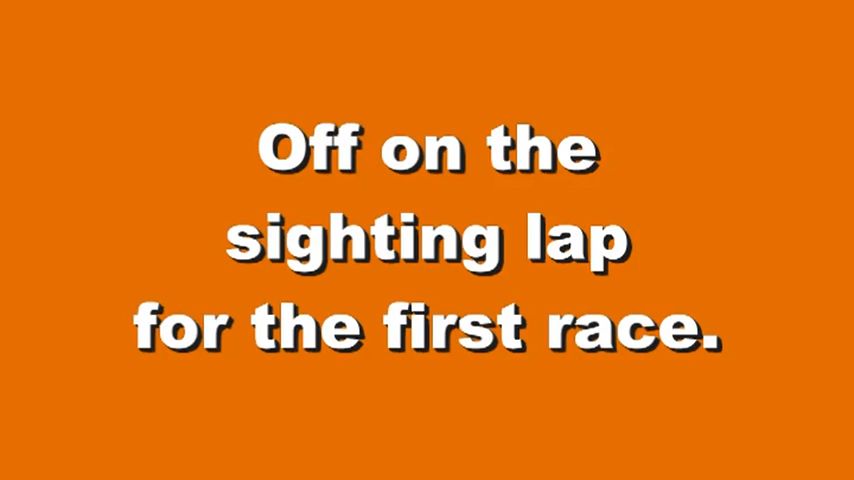 Off on the
sighting lap
for the first race.